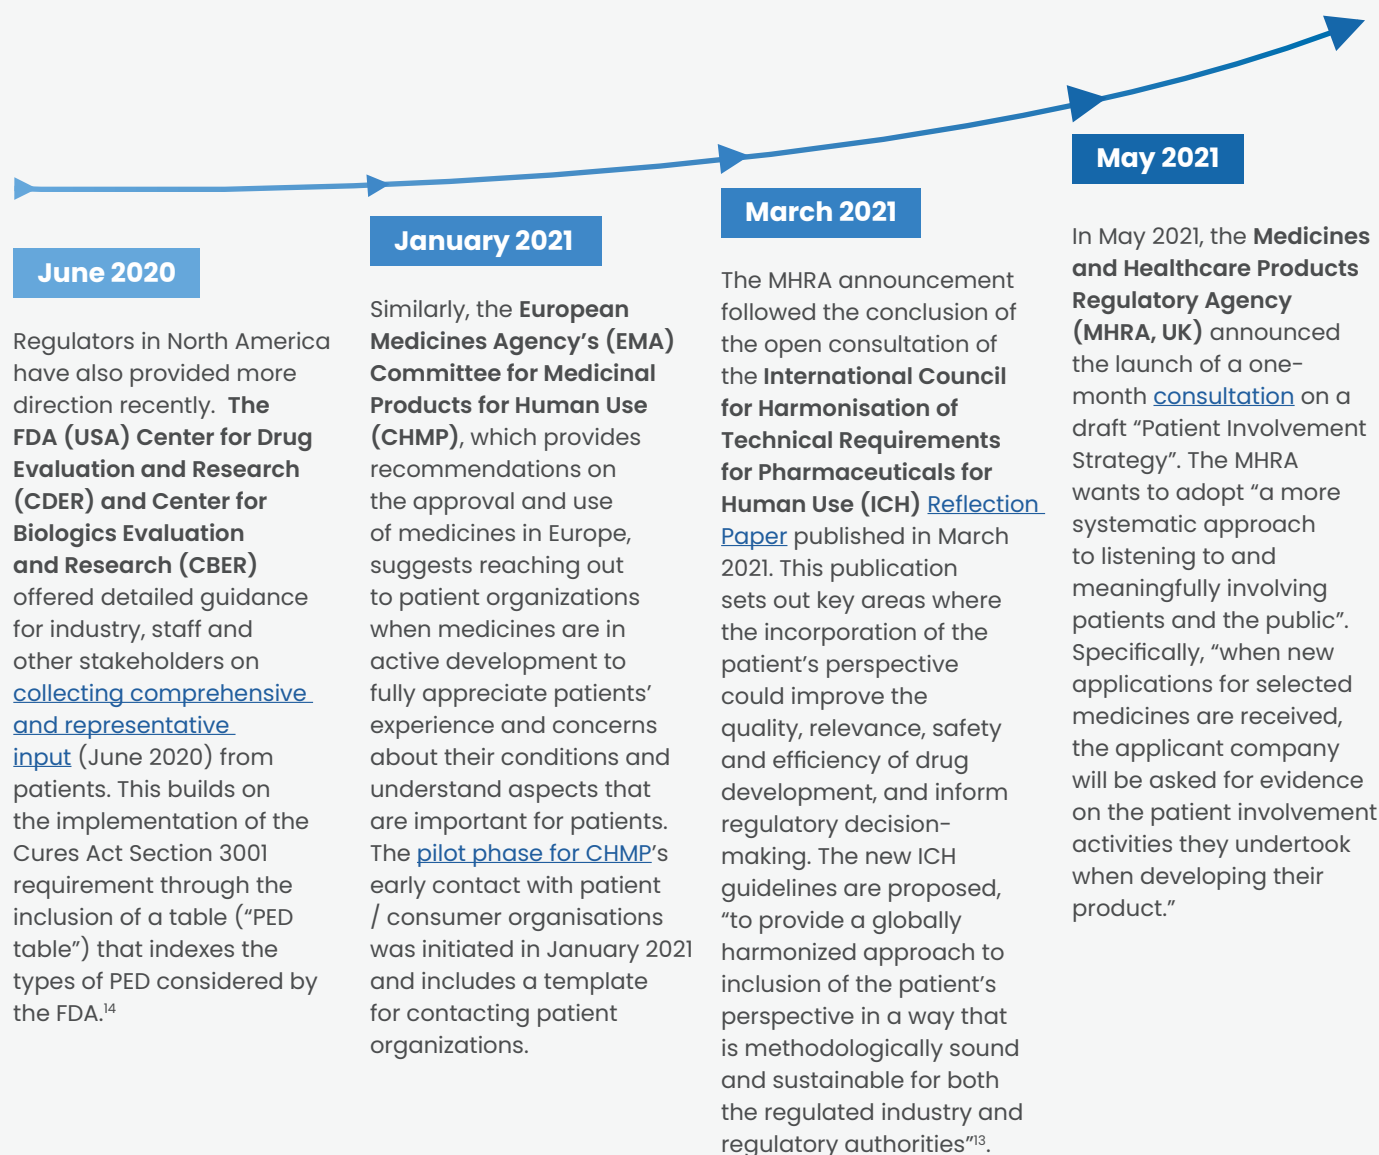 June 2020
Regulators in North America
have also provided more
direction recently.  The
FDA (USA) Center for Drug
Evaluation and Research
(CDER) and Center for
Biologics Evaluation
and Research (CBER)
offered detailed guidance
for industry, staff and
other stakeholders on
collecting comprehensive
and representative
input (June 2020) from
patients. This builds on
the implementation of the
Cures Act Section 3001
requirement through the
inclusion of a table (“PED
table”) that indexes the
types of PED considered by
the FDA.14
January 2021
Similarly, the European
Medicines Agency’s (EMA)
Committee for Medicinal
Products for Human Use
(CHMP), which provides
recommendations on
the approval and use
of medicines in Europe,
suggests reaching out
to patient organizations
when medicines are in
active development to
fully appreciate patients’
experience and concerns
about their conditions and
understand aspects that
are important for patients.
The pilot phase for CHMP’s
early contact with patient
/ consumer organisations
was initiated in January 2021
and includes a template
for contacting patient
organizations.
March 2021
The MHRA announcement
followed the conclusion of
the open consultation of
the International Council
for Harmonisation of
Technical Requirements
for Pharmaceuticals for
Human Use (ICH) Reflection
Paper published in March
2021. This publication
sets out key areas where
the incorporation of the
patient’s perspective
could improve the
quality, relevance, safety
and efficiency of drug
development, and inform
regulatory decision-
making. The new ICH
guidelines are proposed,
“to provide a globally
harmonized approach to
inclusion of the patient’s
perspective in a way that
is methodologically sound
and sustainable for both
the regulated industry and
regulatory authorities”13.
May 2021
In May 2021, the Medicines
and Healthcare Products
Regulatory Agency
(MHRA, UK) announced
the launch of a one-
month consultation on a
draft “Patient Involvement
Strategy”. The MHRA
wants to adopt “a more
systematic approach
to listening to and
meaningfully involving
patients and the public”.
Specifically, “when new
applications for selected
medicines are received,
the applicant company
will be asked for evidence
on the patient involvement
activities they undertook
when developing their
product.”